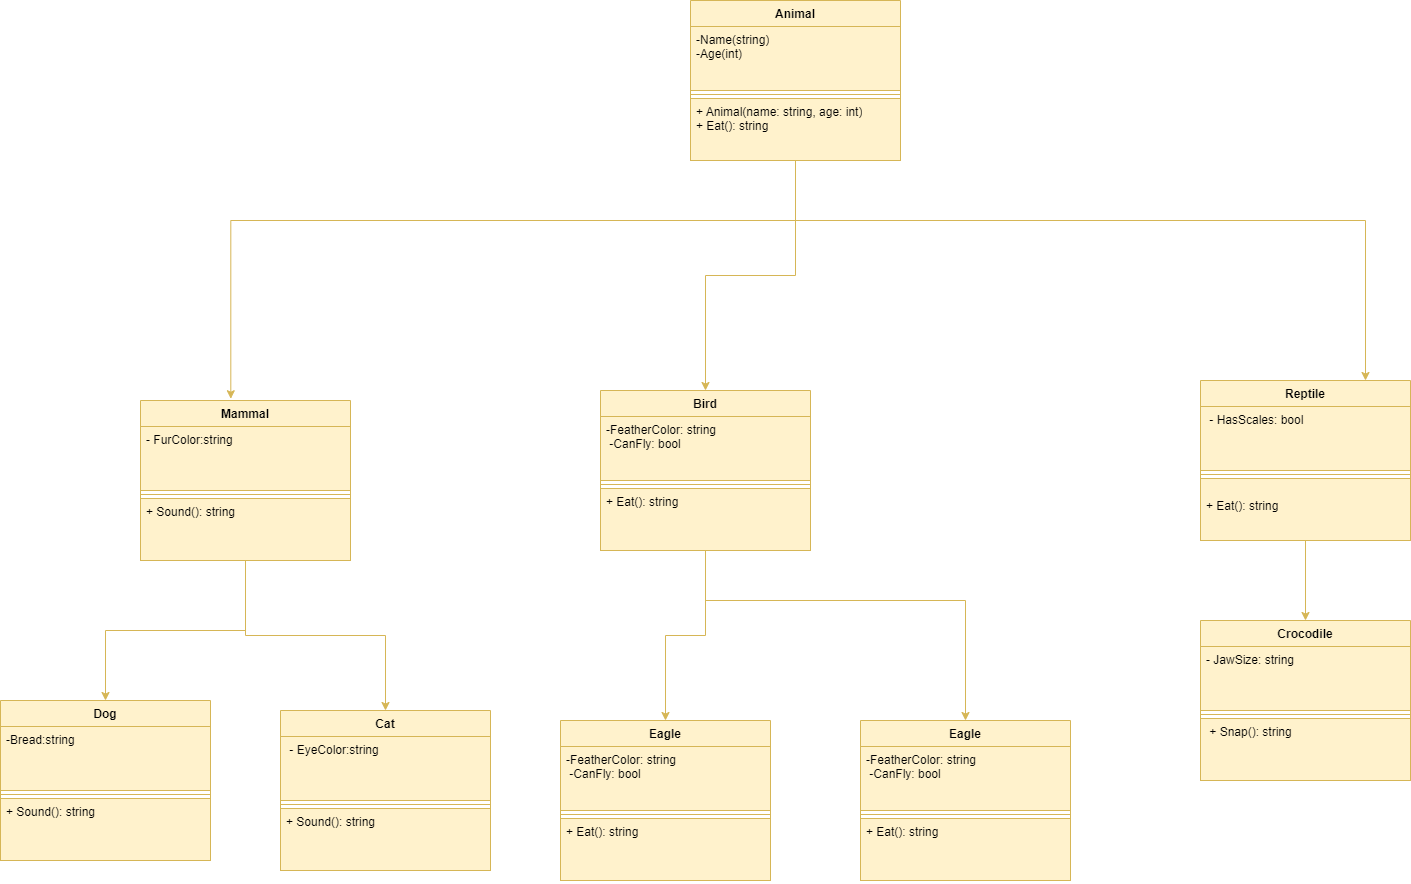 Animal
-Name(string)
-Age(int)
+ Animal(name: string, age: int)
+ Eat(): string
Mammal
- FurColor:string
+ Sound(): string
Bird
-FeatherColor: string
-CanFly: bool
+ Eat(): string
Reptile
- HasScales: bool
+ Eat(): string
Dog
-Bread:string
+ Sound(): string
Cat
- EyeColor:string
+ Sound(): string
Eagle
-FeatherColor: string
-CanFly: bool
+ Eat(): string
Eagle
-FeatherColor: string
-CanFly: bool
+ Eat(): string
Crocodile
- JawSize: string
+ Snap(): string